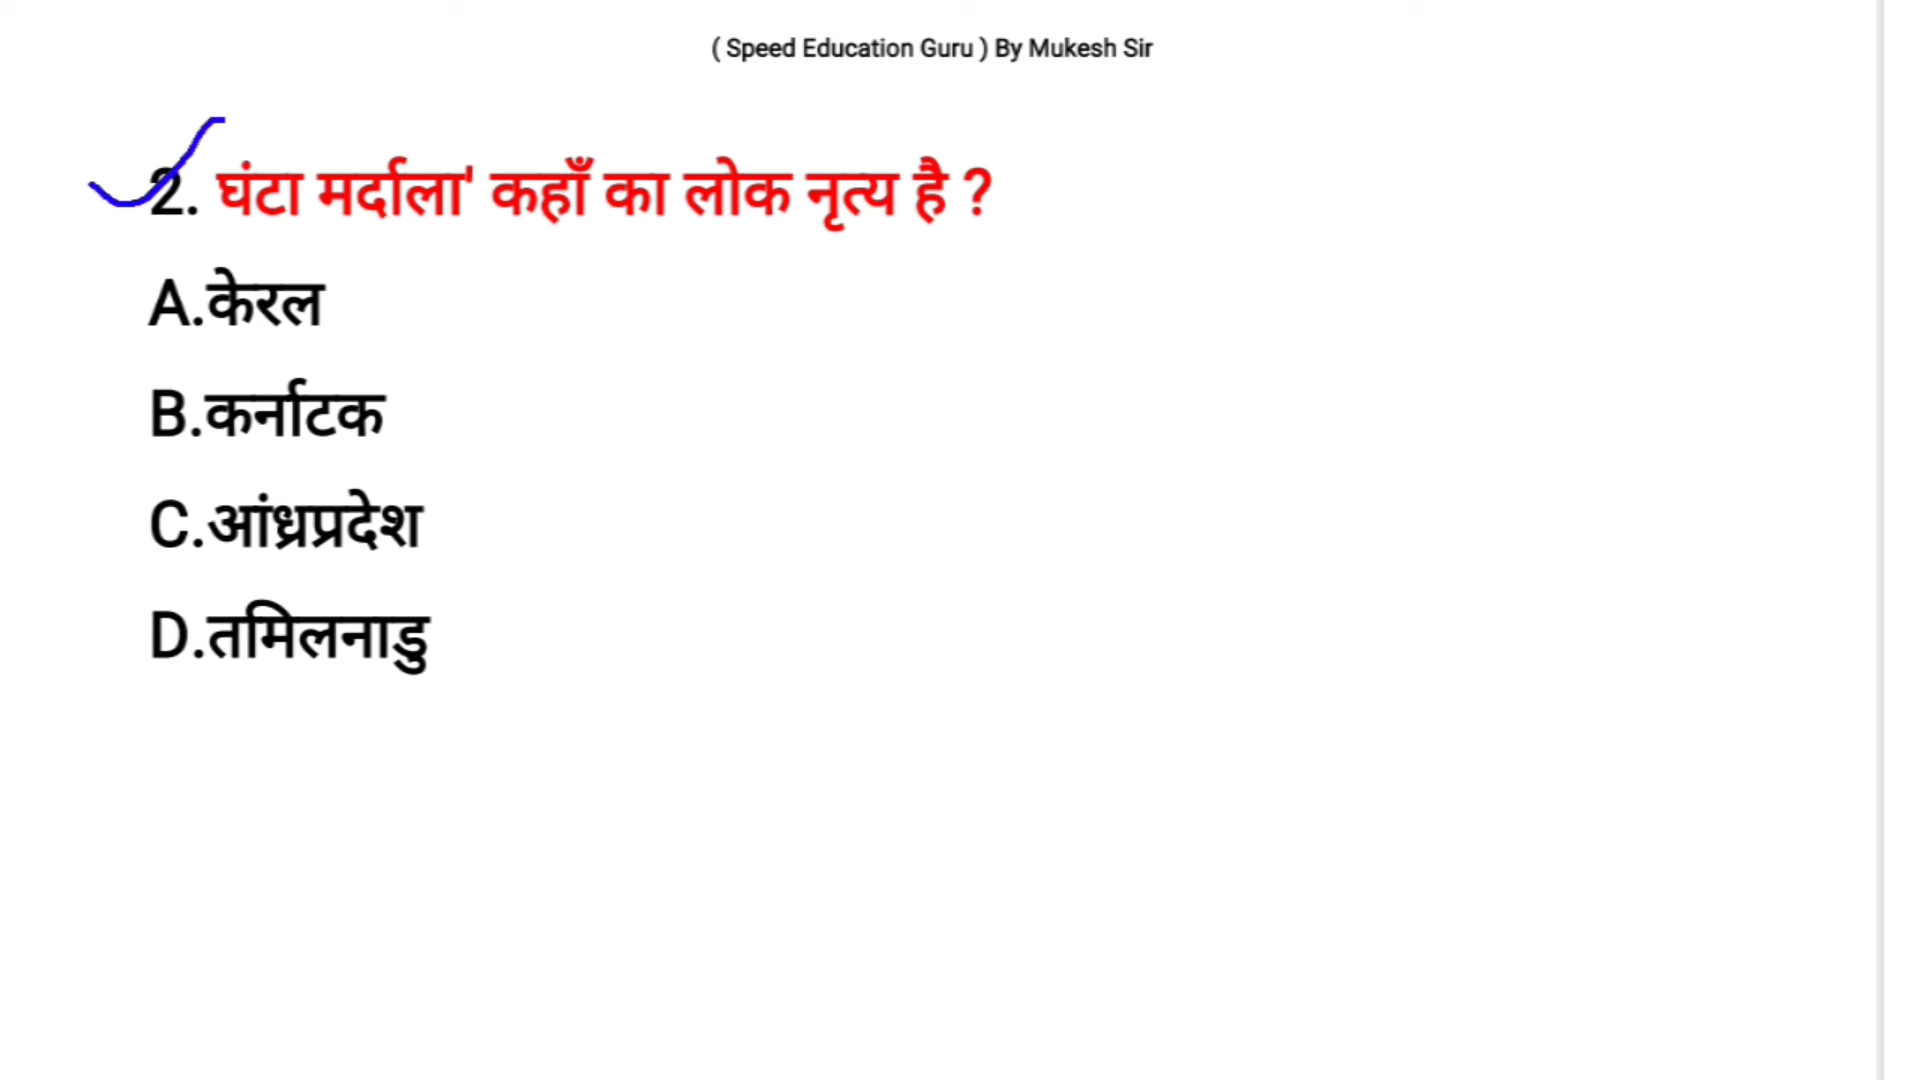 ( Speed Education Guru ) By Mukesh Sir
2. घंटा मर्दाला' कहाँ का लोक नृत्य है ?
A.केरल
B.कर्नाटक
C.आंध्रप्रदेश
D.तमिलनाडु